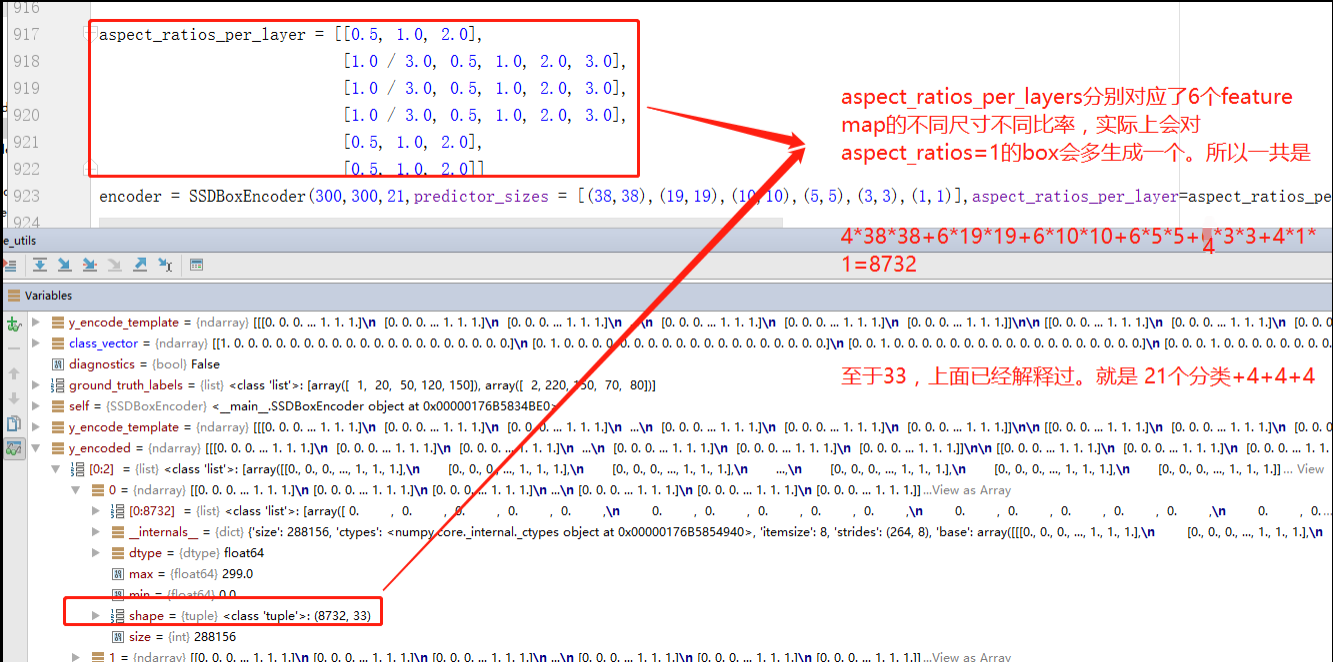 916
917 aspect_ratios_per_layer = [[0.5, 1.0, 2.0],
918 [1.0 / 3.0, 0.5, 1.0, 2.0, 3.0],
919 [1.0 / 3.0, 0.5, 1.0, 2.0, 3.0],
920 [1.0 / 3.0, 0.5, 1.0, 2.0, 3.0],
921 [0.5, 1.0, 2.0],
922 [0.5, 1.0, 2.0]]
923 encoder = SSDBoxEncoder(300,300,21,predictor_sizes = [(38,38),(19,19),(10,10),(5,5),(3,3),(1,1)],aspect_ratios_per_layer=aspect_ratios_pe
924
aspect_ratios_per_layers分别对应了6个feature
map的不同尺寸不同比率，实际上会对
aspect_ratios=1的box会多生成一个。所以一共是
4*38*38+6*19*19+6*10*10+6*5*5+4*3*3+4*1*
1=8732
至于33，上面已经解释过。就是 21个分类+4+4+4
e_utils
Variables
y_encode_template = {ndarray} [[[0. 0. 0. ... 1. 1. 1.]\n [0. 0. 0. ... 1. 1. 1.]\n [0. 0. 0. ... 1. 1. 1.]\n ...\n [0. 0. 0. ... 1. 1. 1.]\n [0. 0. 0. ... 1. 1. 1.]\n [0. 0. 0. ... 1. 1. 1.]]\n\n [[0. 0. 0. ... 1. 1. 1.]\n [0. 0. 0. ... 1. 1. 1.]\n [0. 0. 0.
class_vector = {ndarray} [[1. 0. 0. 0. 0. 0. 0. 0. 0. 0. 0. 0. 0. 0. 0. 0. 0. 0. 0. 0. 0.]\n [0. 1. 0. 0. 0. 0. 0. 0. 0. 0. 0. 0. 0. 0. 0. 0. 0. 0. 0. 0. 0.]\n [0. 0. 1. 0. 0. 0. 0. 0. 0. 0. 0. 0. 0. 0. 0. 0. 0. 0. 0. 0. 0.]\n [0. 0. 0. 1. 0. 0. 0. 0. 0. 0. 0.
diagnostics = {bool} False
ground_truth_labels = {list} <class 'list'>: [array([ 1, 20, 50, 120, 150]), array([ 2, 220, 150, 70, 80])]
self = {SSDBoxEncoder} <__main__.SSDBoxEncoder object at 0x00000176B5834BE0>
y_encode_template = {ndarray} [[[0. 0. 0. ... 1. 1. 1.]\n [0. 0. 0. ... 1. 1. 1.]\n [0. 0. 0. ... 1. 1. 1.]\n ...\n [0. 0. 0. ... 1. 1. 1.]\n [0. 0. 0. ... 1. 1. 1.]\n [0. 0. 0. ... 1. 1. 1.]]\n\n [[0. 0. 0. ... 1. 1. 1.]\n [0. 0. 0. ... 1. 1. 1.]\n [0. 0. 0.
y_encoded = {ndarray} [[[0. 0. 0. ... 1. 1. 1.]\n [0. 0. 0. ... 1. 1. 1.]\n [0. 0. 0. ... 1. 1. 1.]\n ...\n [0. 0. 0. ... 1. 1. 1.]\n [0. 0. 0. ... 1. 1. 1.]\n [0. 0. 0. ... 1. 1. 1.]]\n\n [[0. 0. 0. ... 1. 1. 1.]\n [0. 0. 0. ... 1. 1. 1.]\n [0. 0. 0. ... 1.
[0:2] = {list} <class 'list'>: [array([[0., 0., 0., ..., 1., 1., 1.],\n [0., 0., 0., ..., 1., 1., 1.],\n [0., 0., 0., ..., 1., 1., 1.],\n ...,\n [0., 0., 0., ..., 1., 1., 1.],\n [0., 0., 0., ..., 1., 1., 1.],\n [0., 0., 0., ..., 1., 1., 1.]] ... View
0 = {ndarray} [[0. 0. 0. ... 1. 1. 1.]\n [0. 0. 0. ... 1. 1. 1.]\n [0. 0. 0. ... 1. 1. 1.]\n ...\n [0. 0. 0. ... 1. 1. 1.]\n [0. 0. 0. ... 1. 1. 1.]\n [0. 0. 0. ... 1. 1. 1.]] ...View as Array
[0:8732] = {list} <class 'list'>: [array([ 0. , 0. , 0. , 0. , 0. , 0. ,\n 0. , 0. , 0. , 0. , 0. , 0. ,\n 0. , 0. , 0. ...
__internals__ = {dict} {'size': 288156, 'ctypes': <numpy.core._internal._ctypes object at 0x00000176B5854940>, 'itemsize': 8, 'strides': (264, 8), 'base': array([[[0., 0., 0., ..., 1., 1., 1.],\n [0., 0., 0., ..., 1., 1., 1.],\n
dtype = {dtype} float64
max = {float64} 299.0
min = {float64} 0.0
shape = {tuple} <class 'tuple'>: (8732, 33)
size = {int} 288156
1 = {ndarray} [[0. 0. 0. ... 1. 1. 1.]\n [0. 0. 0. ... 1. 1. 1.]\n [0. 0. 0. ... 1. 1. 1.]\n ...\n [0. 0. 0. ... 1. 1. 1.]\n [0. 0. 0. ... 1. 1. 1.]\n [0. 0. 0. ... 1. 1. 1.]] ...View as Array